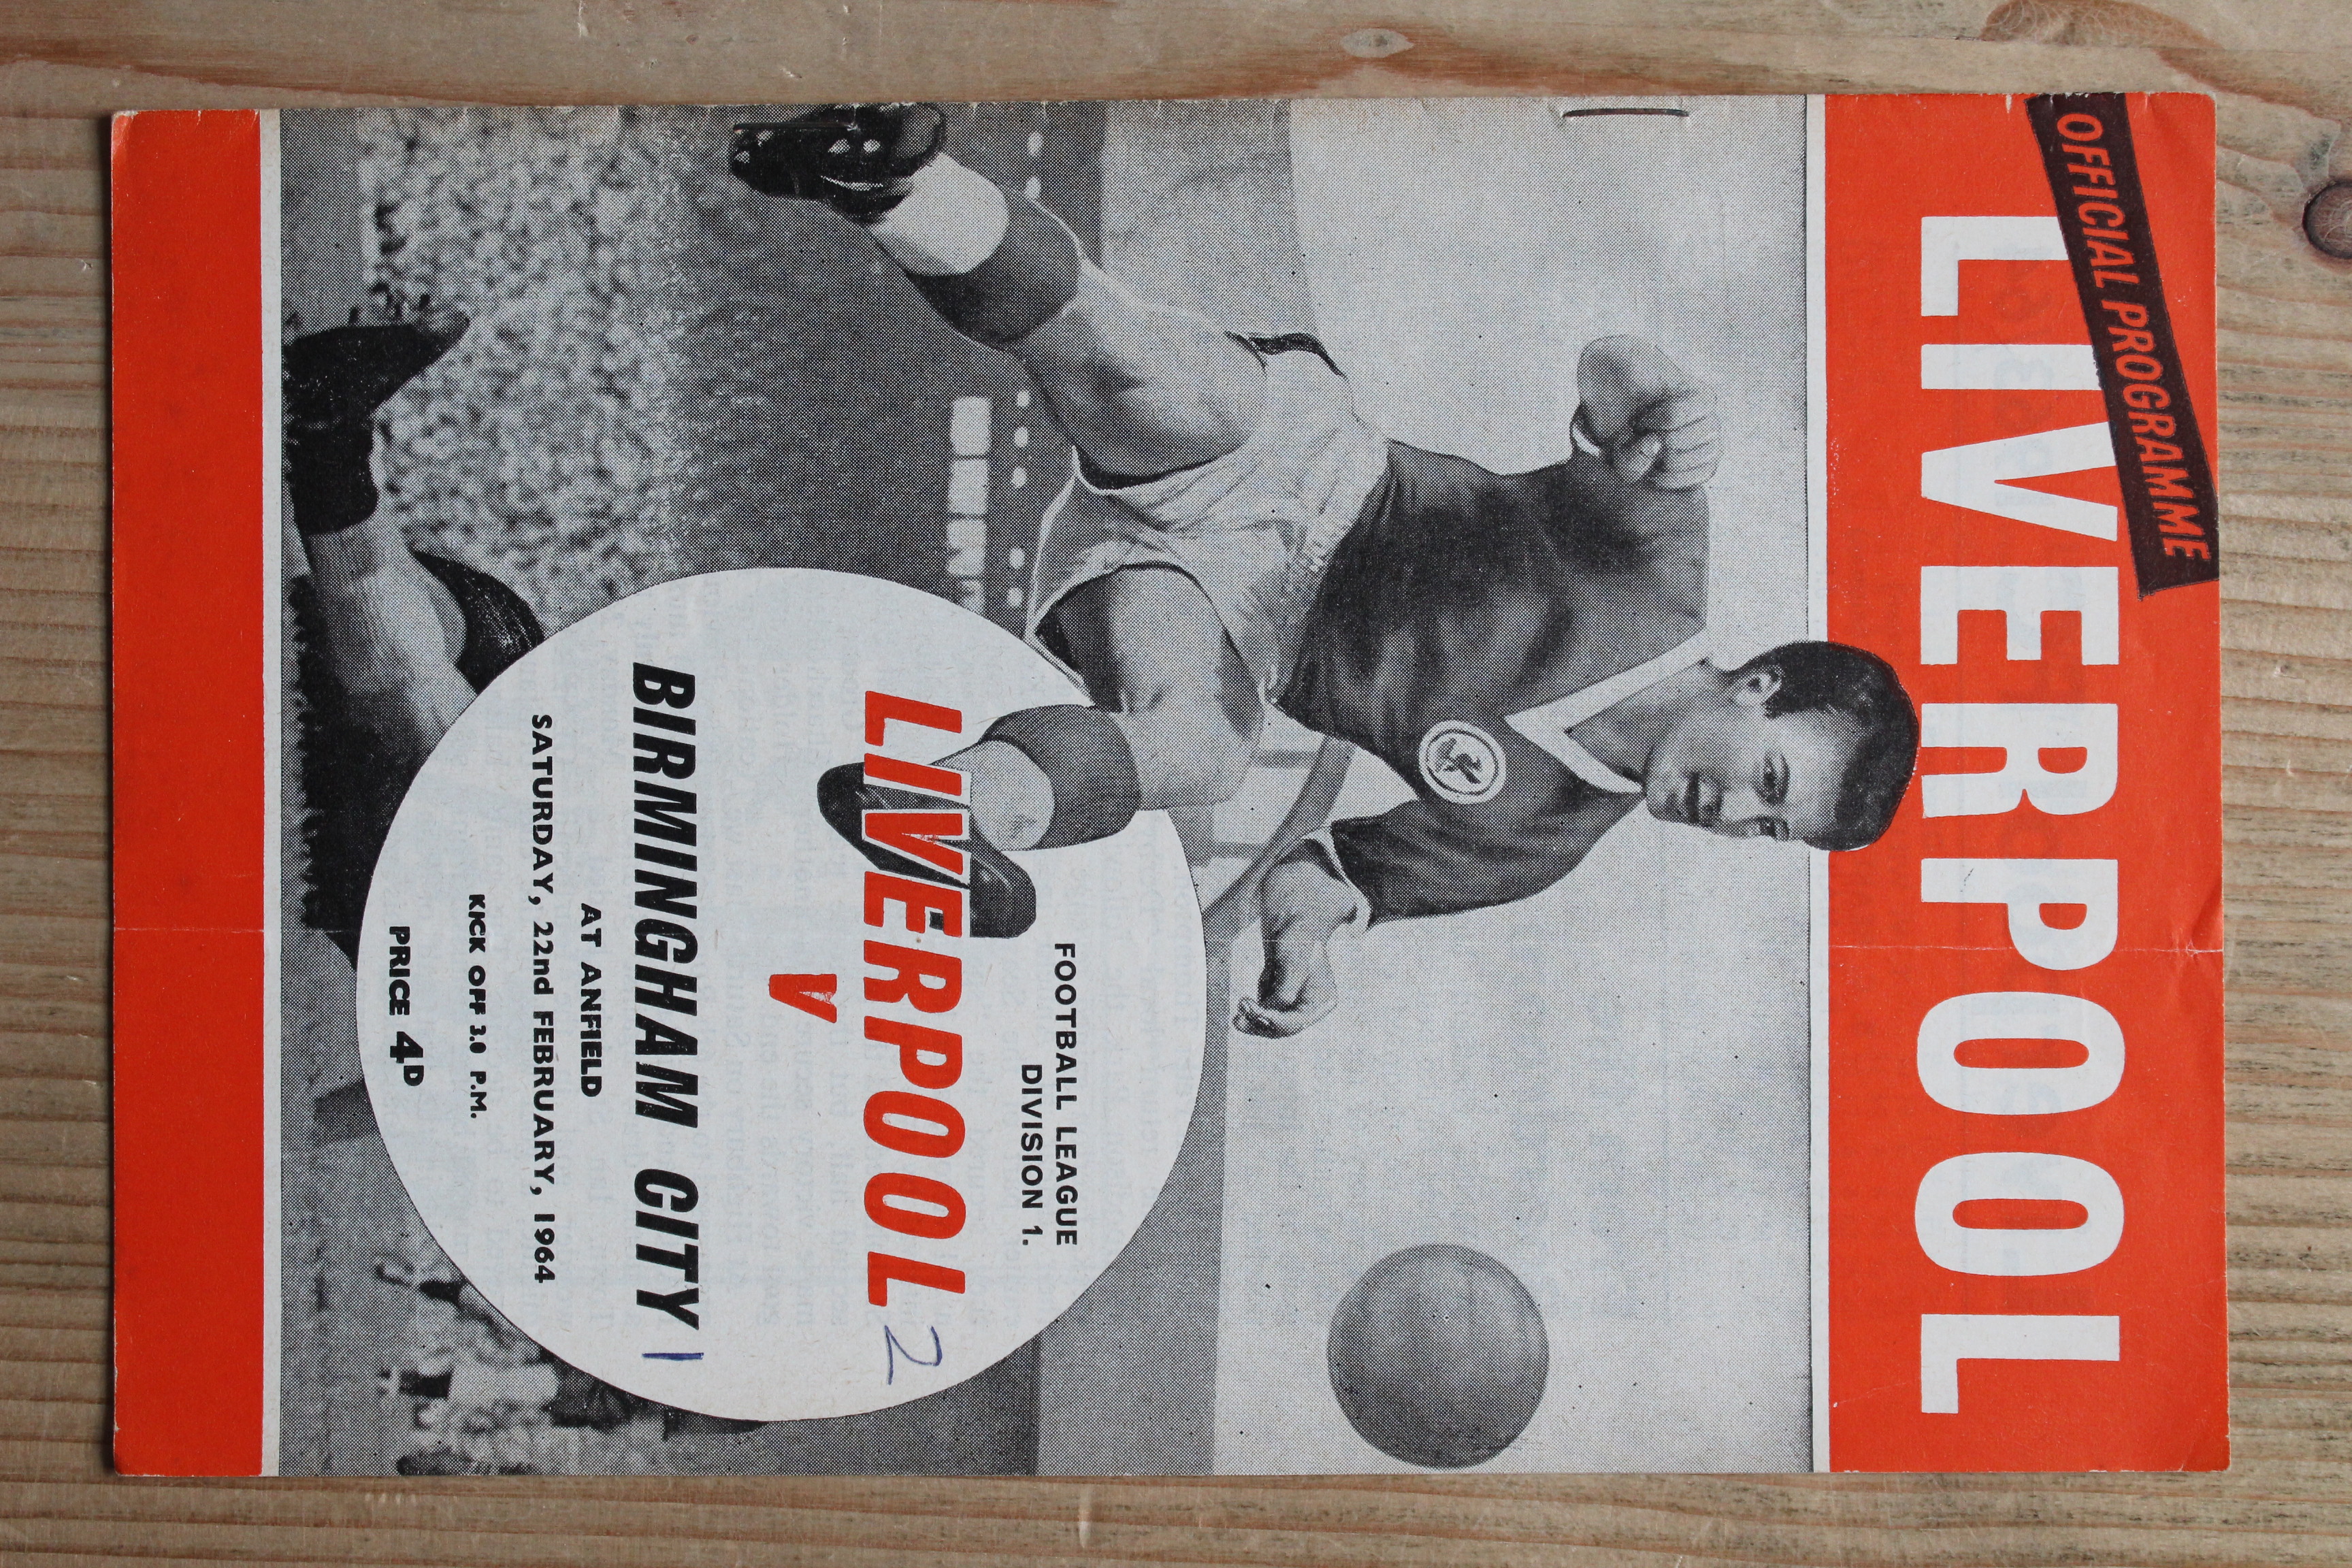 OFFICIAL PROGRAMME
LIVERPOOL
FOOTBALL LEAGUE
DIVISION 1.
LIVERPOOL 2
V
BIRMINGHAM CITY 1
AT ANFIELD
SATURDAY, 22nd FEBRUARY, 1964
KICK OFF 3.0 P.M.
PRICE 4D